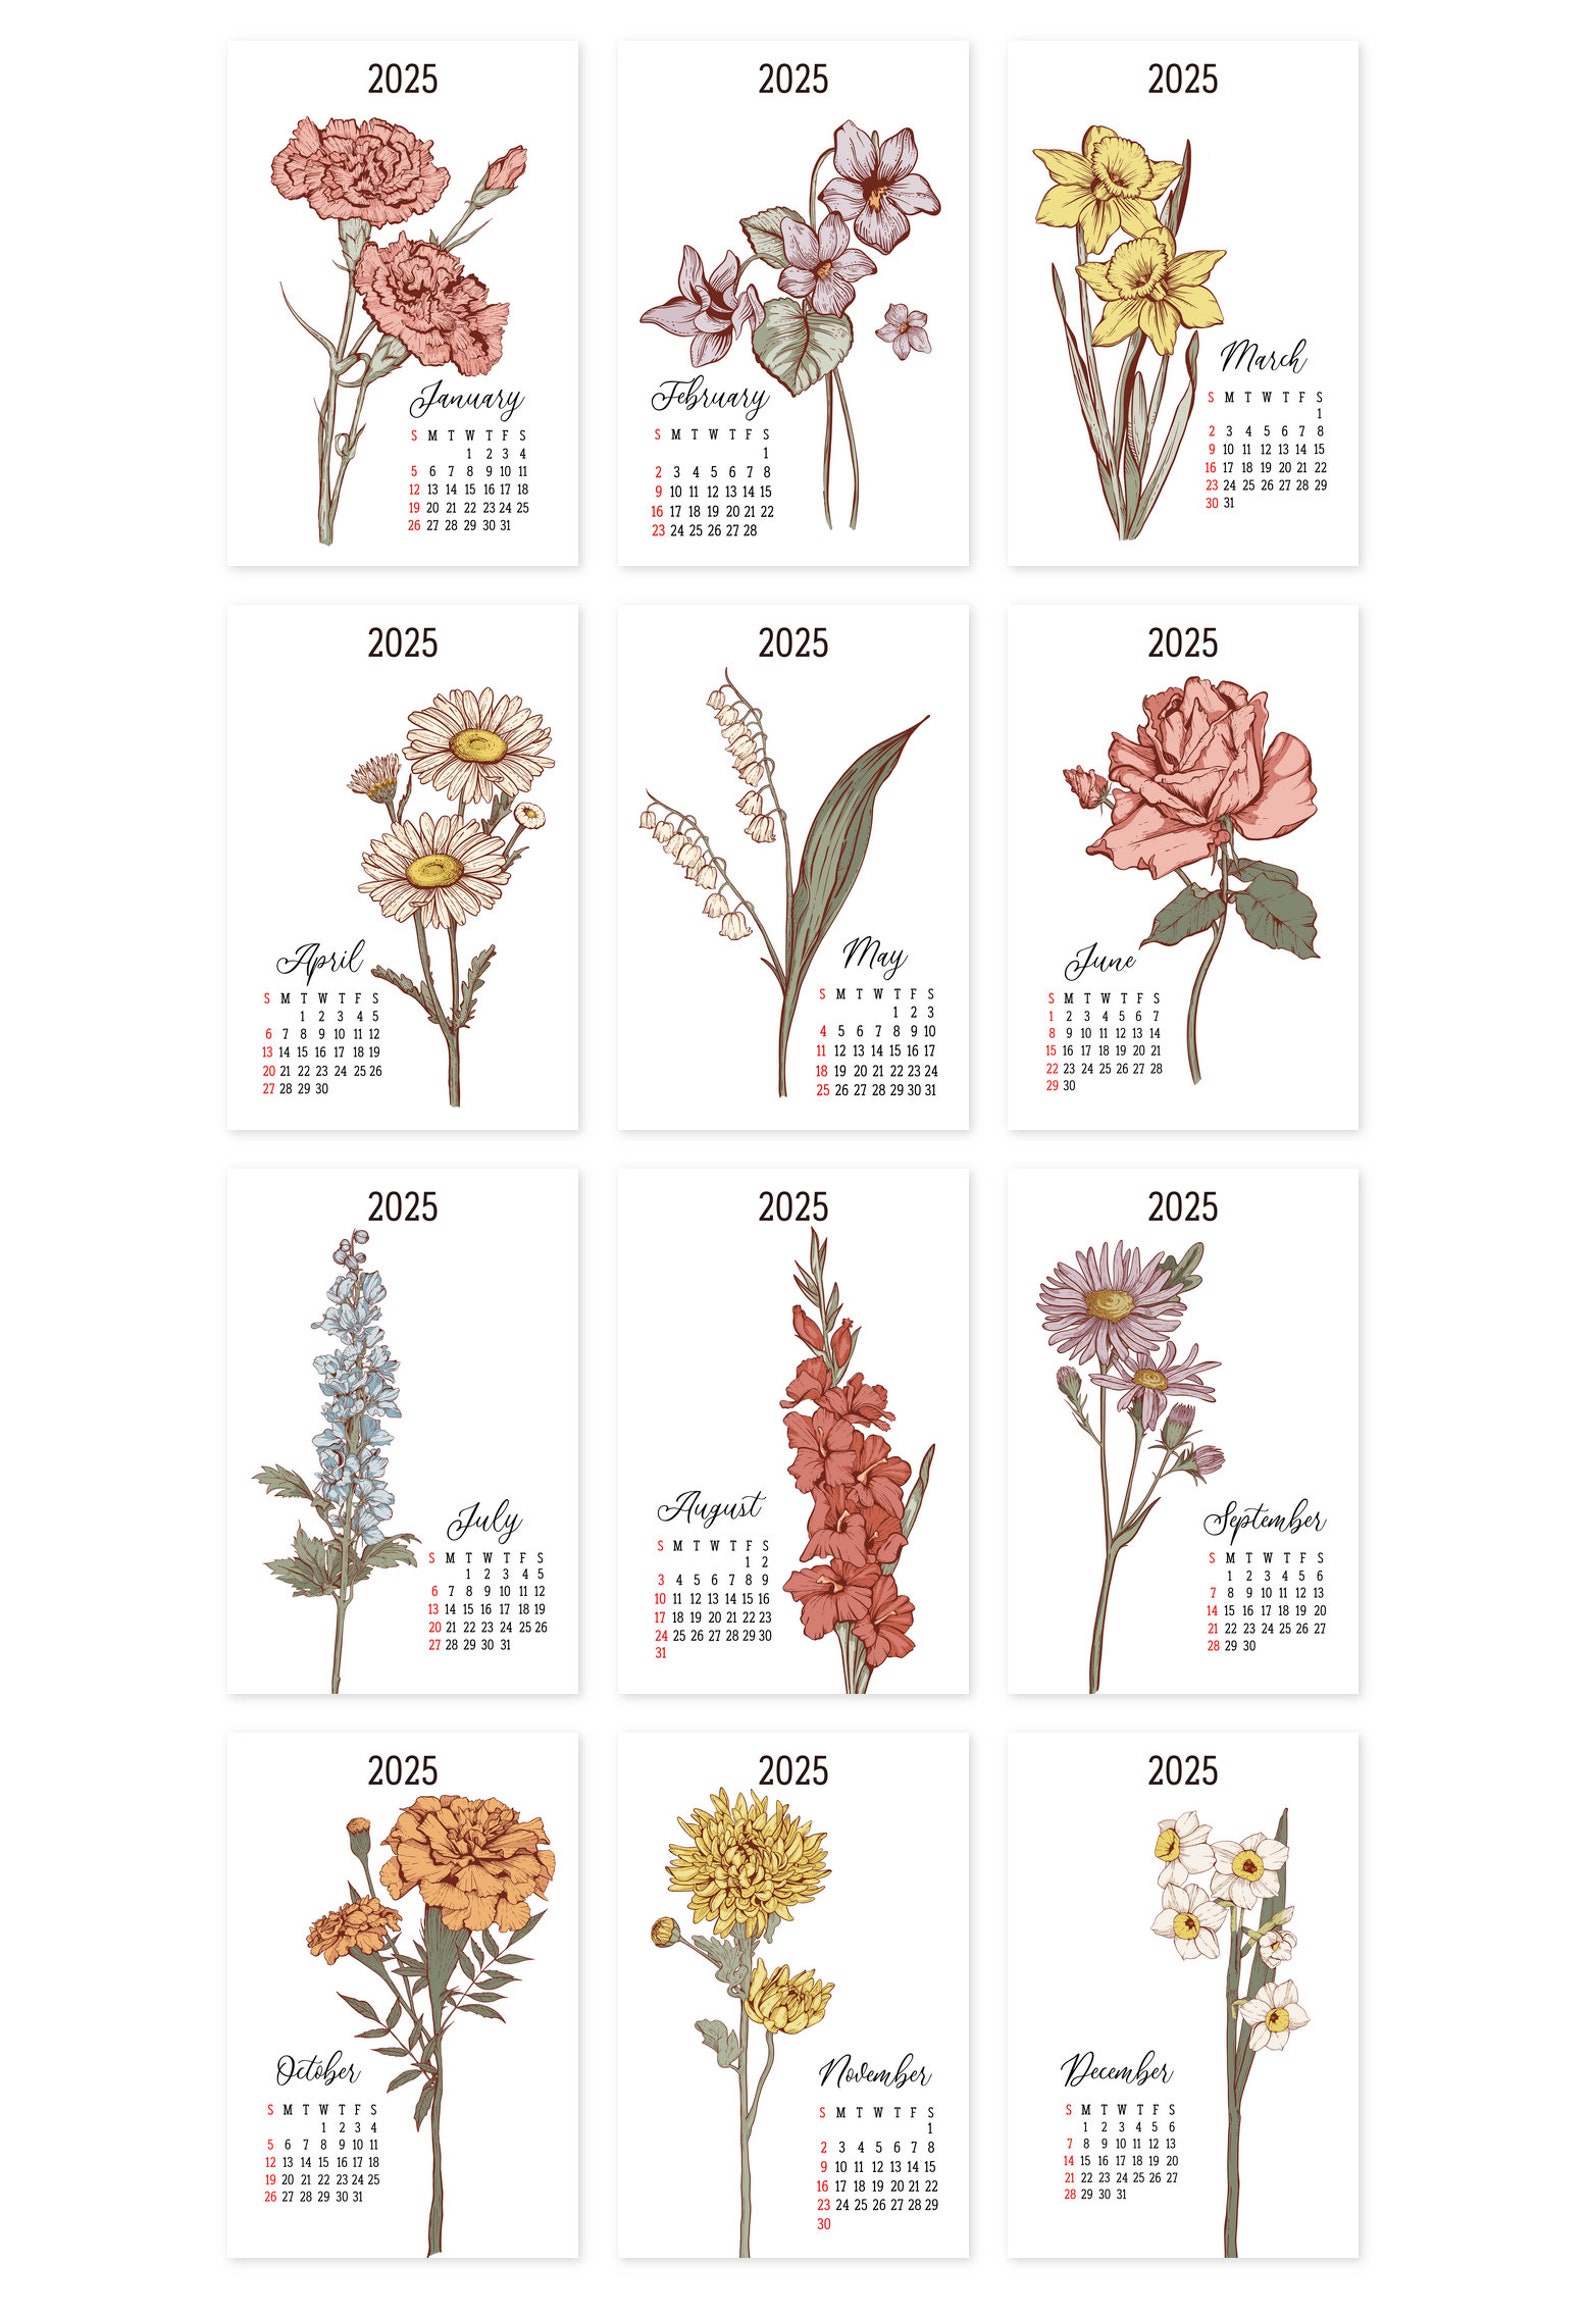 2025
January
S M T W T F S
1 2 3 4
5 6 7 8 9 10 11
12 13 14 15 16 17 18
19 20 21 22 23 24 25
26 27 28 29 30 31
2025
February
S M T W T F S
1
2 3 4 5 6 7 8
9 10 11 12 13 14 15
16 17 18 19 20 21 22
23 24 25 26 27 28
2025
March
S M T W T F S
1
2 3 4 5 6 7 8
9 10 11 12 13 14 15
16 17 18 19 20 21 22
23 24 25 26 27 28 29
30 31
2025
April
S M T W T F S
1 2 3 4 5
6 7 8 9 10 11 12
13 14 15 16 17 18 19
20 21 22 23 24 25 26
27 28 29 30
2025
May
S M T W T F S
1 2 3
4 5 6 7 8 9 10
11 12 13 14 15 16 17
18 19 20 21 22 23 24
25 26 27 28 29 30 31
2025
June
S M T W T F S
1 2 3 4 5 6 7
8 9 10 11 12 13 14
15 16 17 18 19 20 21
22 23 24 25 26 27 28
29 30
2025
July
S M T W T F S
1 2 3 4 5
6 7 8 9 10 11 12
13 14 15 16 17 18 19
20 21 22 23 24 25 26
27 28 29 30 31
2025
August
S M T W T F S
1 2
3 4 5 6 7 8 9
10 11 12 13 14 15 16
17 18 19 20 21 22 23
24 25 26 27 28 29 30
31
2025
September
S M T W T F S
1 2 3 4 5 6
7 8 9 10 11 12 13
14 15 16 17 18 19 20
21 22 23 24 25 26 27
28 29 30
2025
October
S M T W T F S
1 2 3 4
5 6 7 8 9 10 11
12 13 14 15 16 17 18
19 20 21 22 23 24 25
26 27 28 29 30 31
2025
November
S M T W T F S
1
2 3 4 5 6 7 8
9 10 11 12 13 14 15
16 17 18 19 20 21 22
23 24 25 26 27 28 29
30
2025
December
S M T W T F S
1 2 3 4 5 6
7 8 9 10 11 12 13
14 15 16 17 18 19 20
21 22 23 24 25 26 27
28 29 30 31